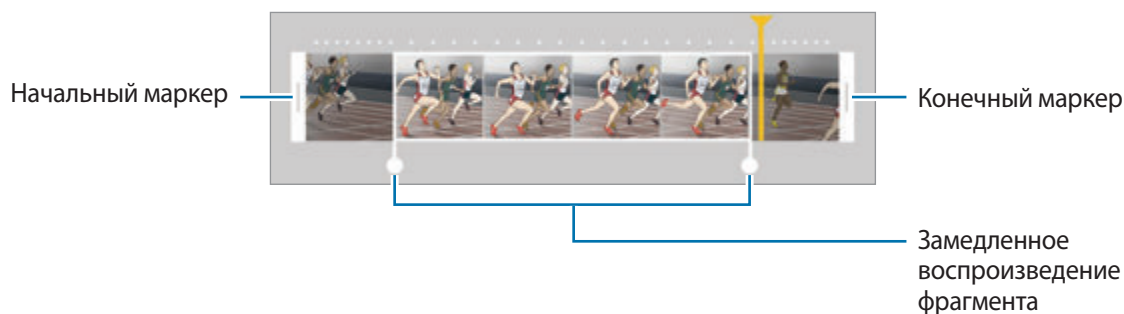 Начальный маркер
Конечный маркер
Замедленное
воспроизведение
фрагмента